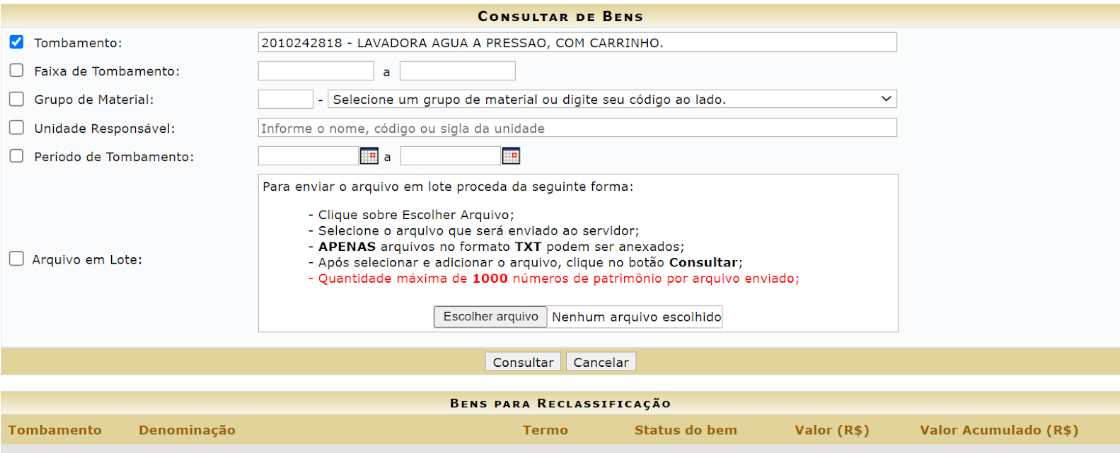 CONSULTAR DE BENS
Tombamento: 2010242818 - LAVADORA AGUA A PRESSAO, COM CARRINHO.
Faixa de Tombamento: a
Grupo de Material: - Selecione um grupo de material ou digite seu código ao lado.
Unidade Responsável: Informe o nome, código ou sigla da unidade
Período de Tombamento: a
Para enviar o arquivo em lote proceda da seguinte forma:
- Clique sobre Escolher Arquivo;
- Selecione o arquivo que será enviado ao servidor;
- APENAS arquivos no formato TXT podem ser anexados;
Arquivo em Lote: - Após selecionar e adicionar o arquivo, clique no botão Consultar;
- Quantidade máxima de 1000 números de patrimônio por arquivo enviado;
Escolher arquivo Nenhum arquivo escolhido
Consultar Cancelar
BENS PARA RECLASSIFICAÇÃO
Tombamento Denominação Termo Status do bem Valor (R$) Valor Acumulado (R$)